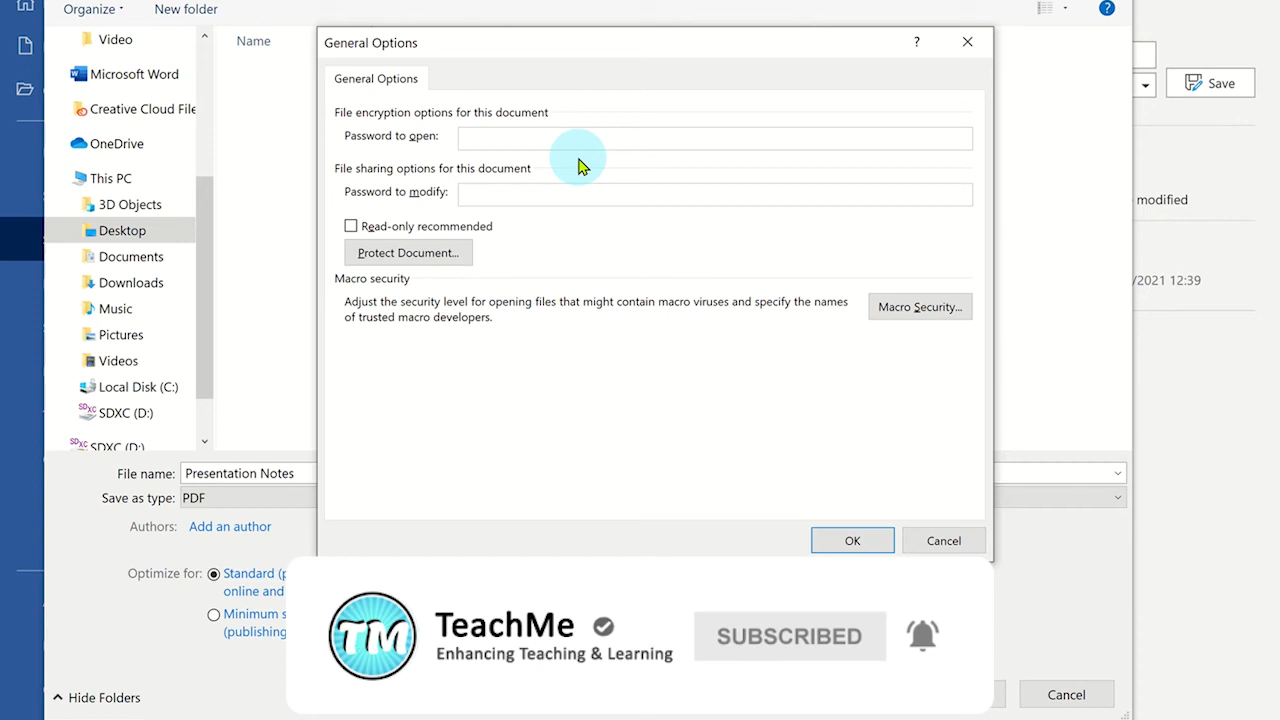 Organize
New folder
Video
Microsoft Word
Creative Cloud File
OneDrive
This PC
3D Objects
Desktop
Documents
Downloads
Music
Pictures
Videos
Local Disk (C:)
SDXC (D:)
SDXC (D:)
Name
General Options
?
General Options
File encryption options for this document
Password to open:
File sharing options for this document
Password to modify:
Read-only recommended
Protect Document...
Macro security
Adjust the security level for opening files that might contain macro viruses and specify the names
of trusted macro developers.
Macro Security...
OK
Cancel
?
Save
modified
/2021 12:39
File name: Presentation Notes
Save as type: PDF
Authors: Add an author
Optimize for: Standard (p
online and
Minimum s
(publishing
TM
TeachMe
Enhancing Teaching & Learning
SUBSCRIBED
Hide Folders
Cancel